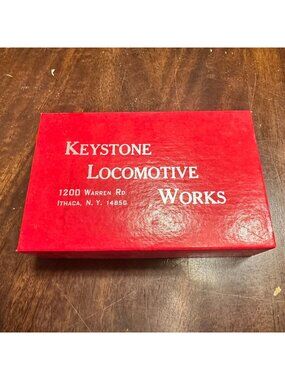 KEYSTONE
LOCOMOTIVE
WORKS
1200 WARREN RD
ITHACA, N. Y. 14850